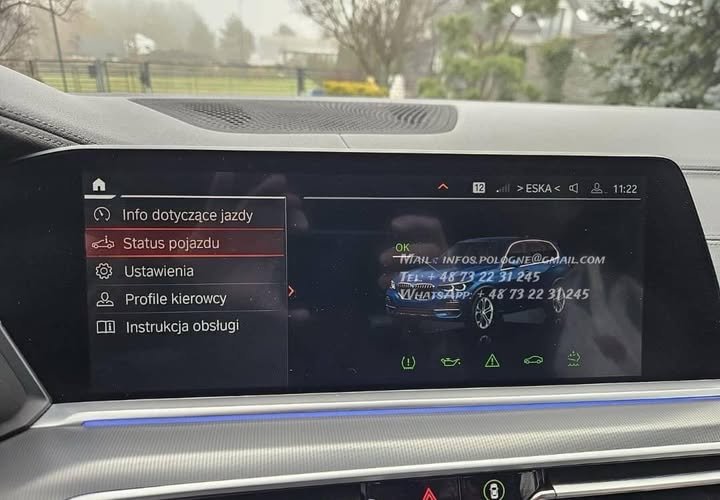 12 > ESKA < 11:22
Info dotyczące jazdy
Status pojazdu
Ustawienia
Profile kierowcy
Instrukcja obsługi
OK
Mail : infos.pologne@gmail.com
Tel: + 48 73 22 31 245
WhatsApp: + 48 73 22 31 245